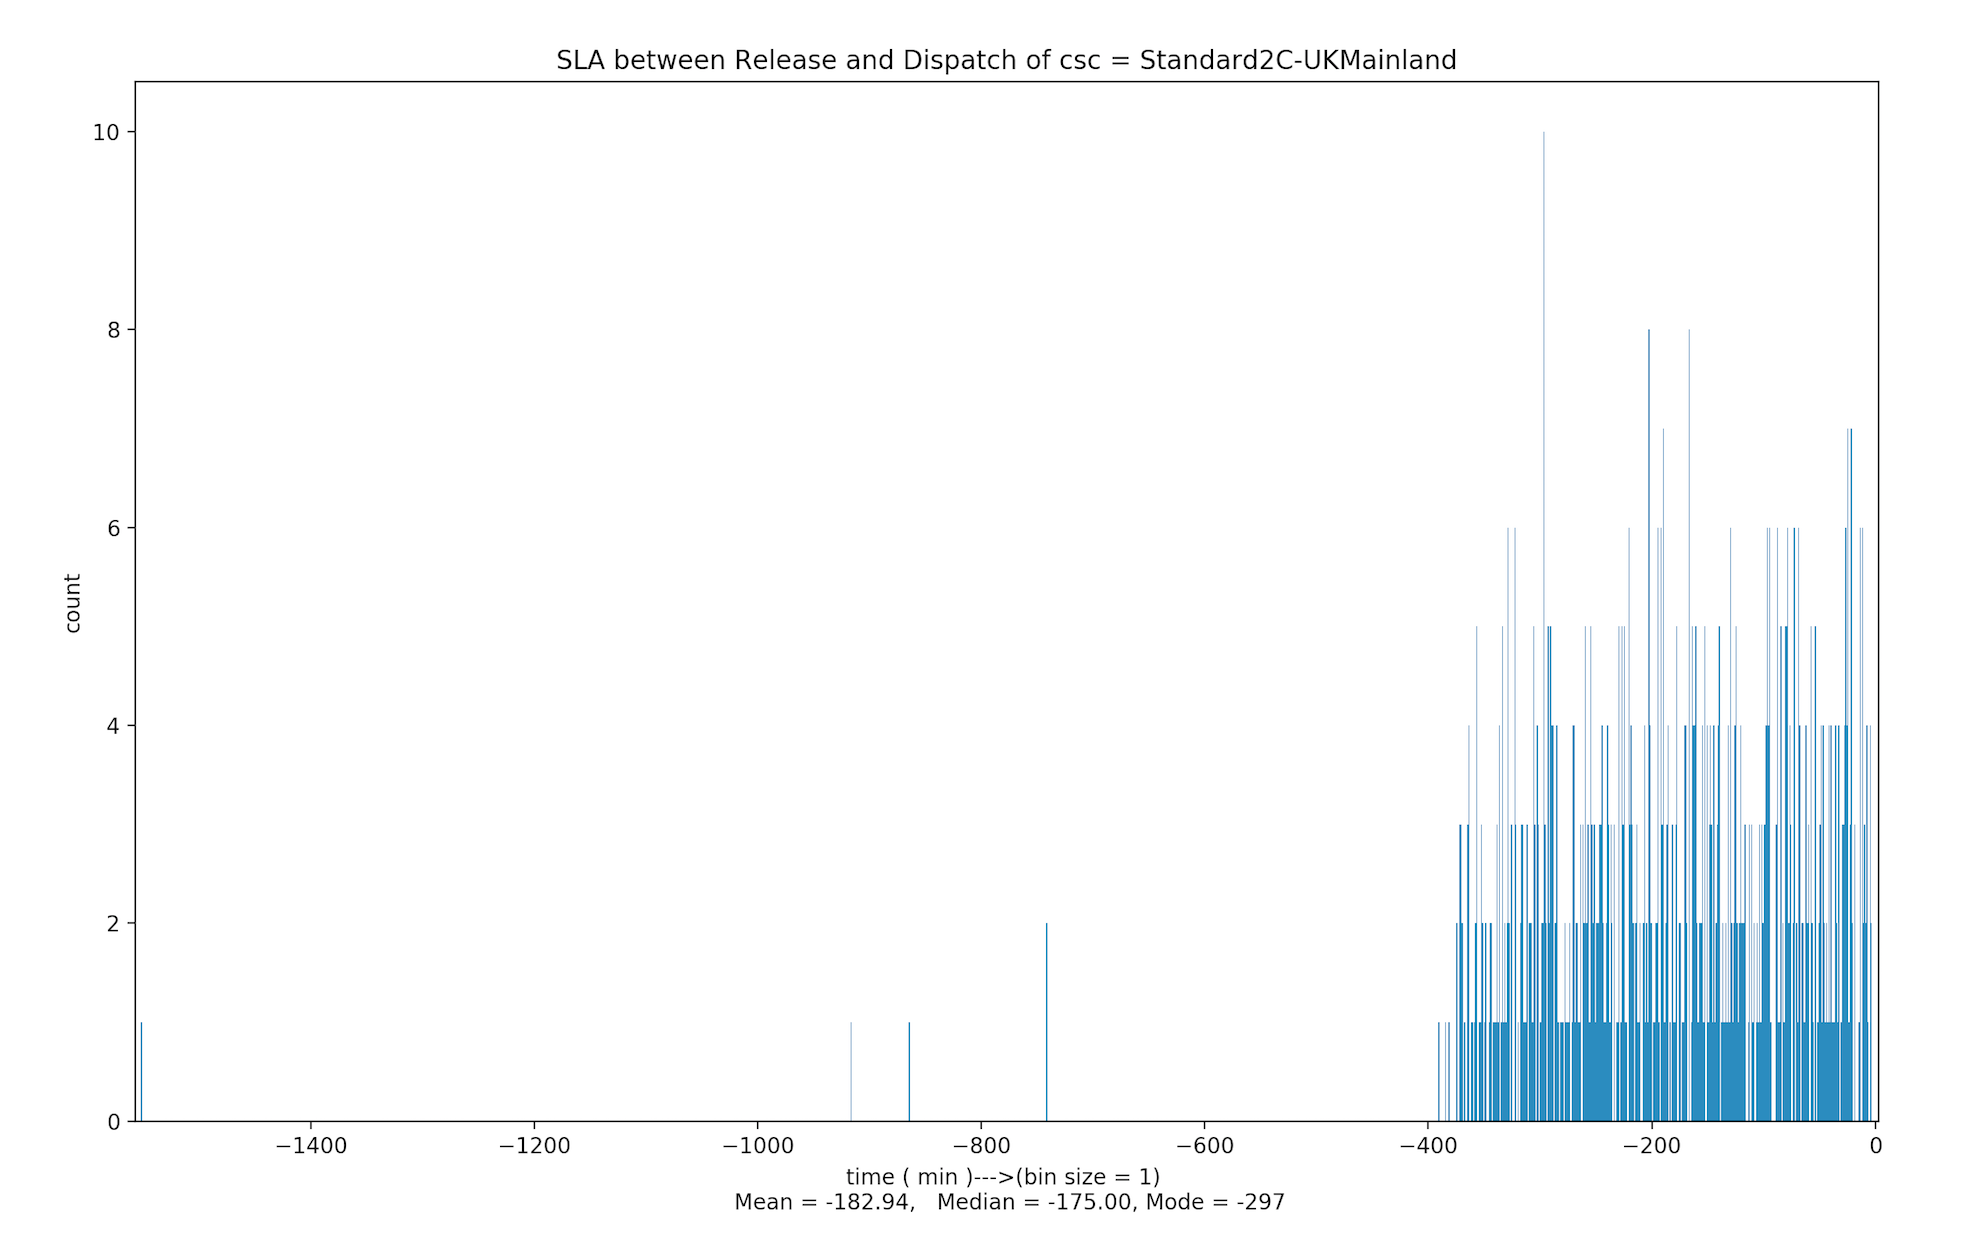 SLA between Release and Dispatch of csc = Standard2C-UKMainland
10
8
6
4
2
0
count
−1400 −1200 −1000 −800 −600 −400 −200 0
time ( min )--->(bin size = 1)
Mean = -182.94,   Median = -175.00, Mode = -297